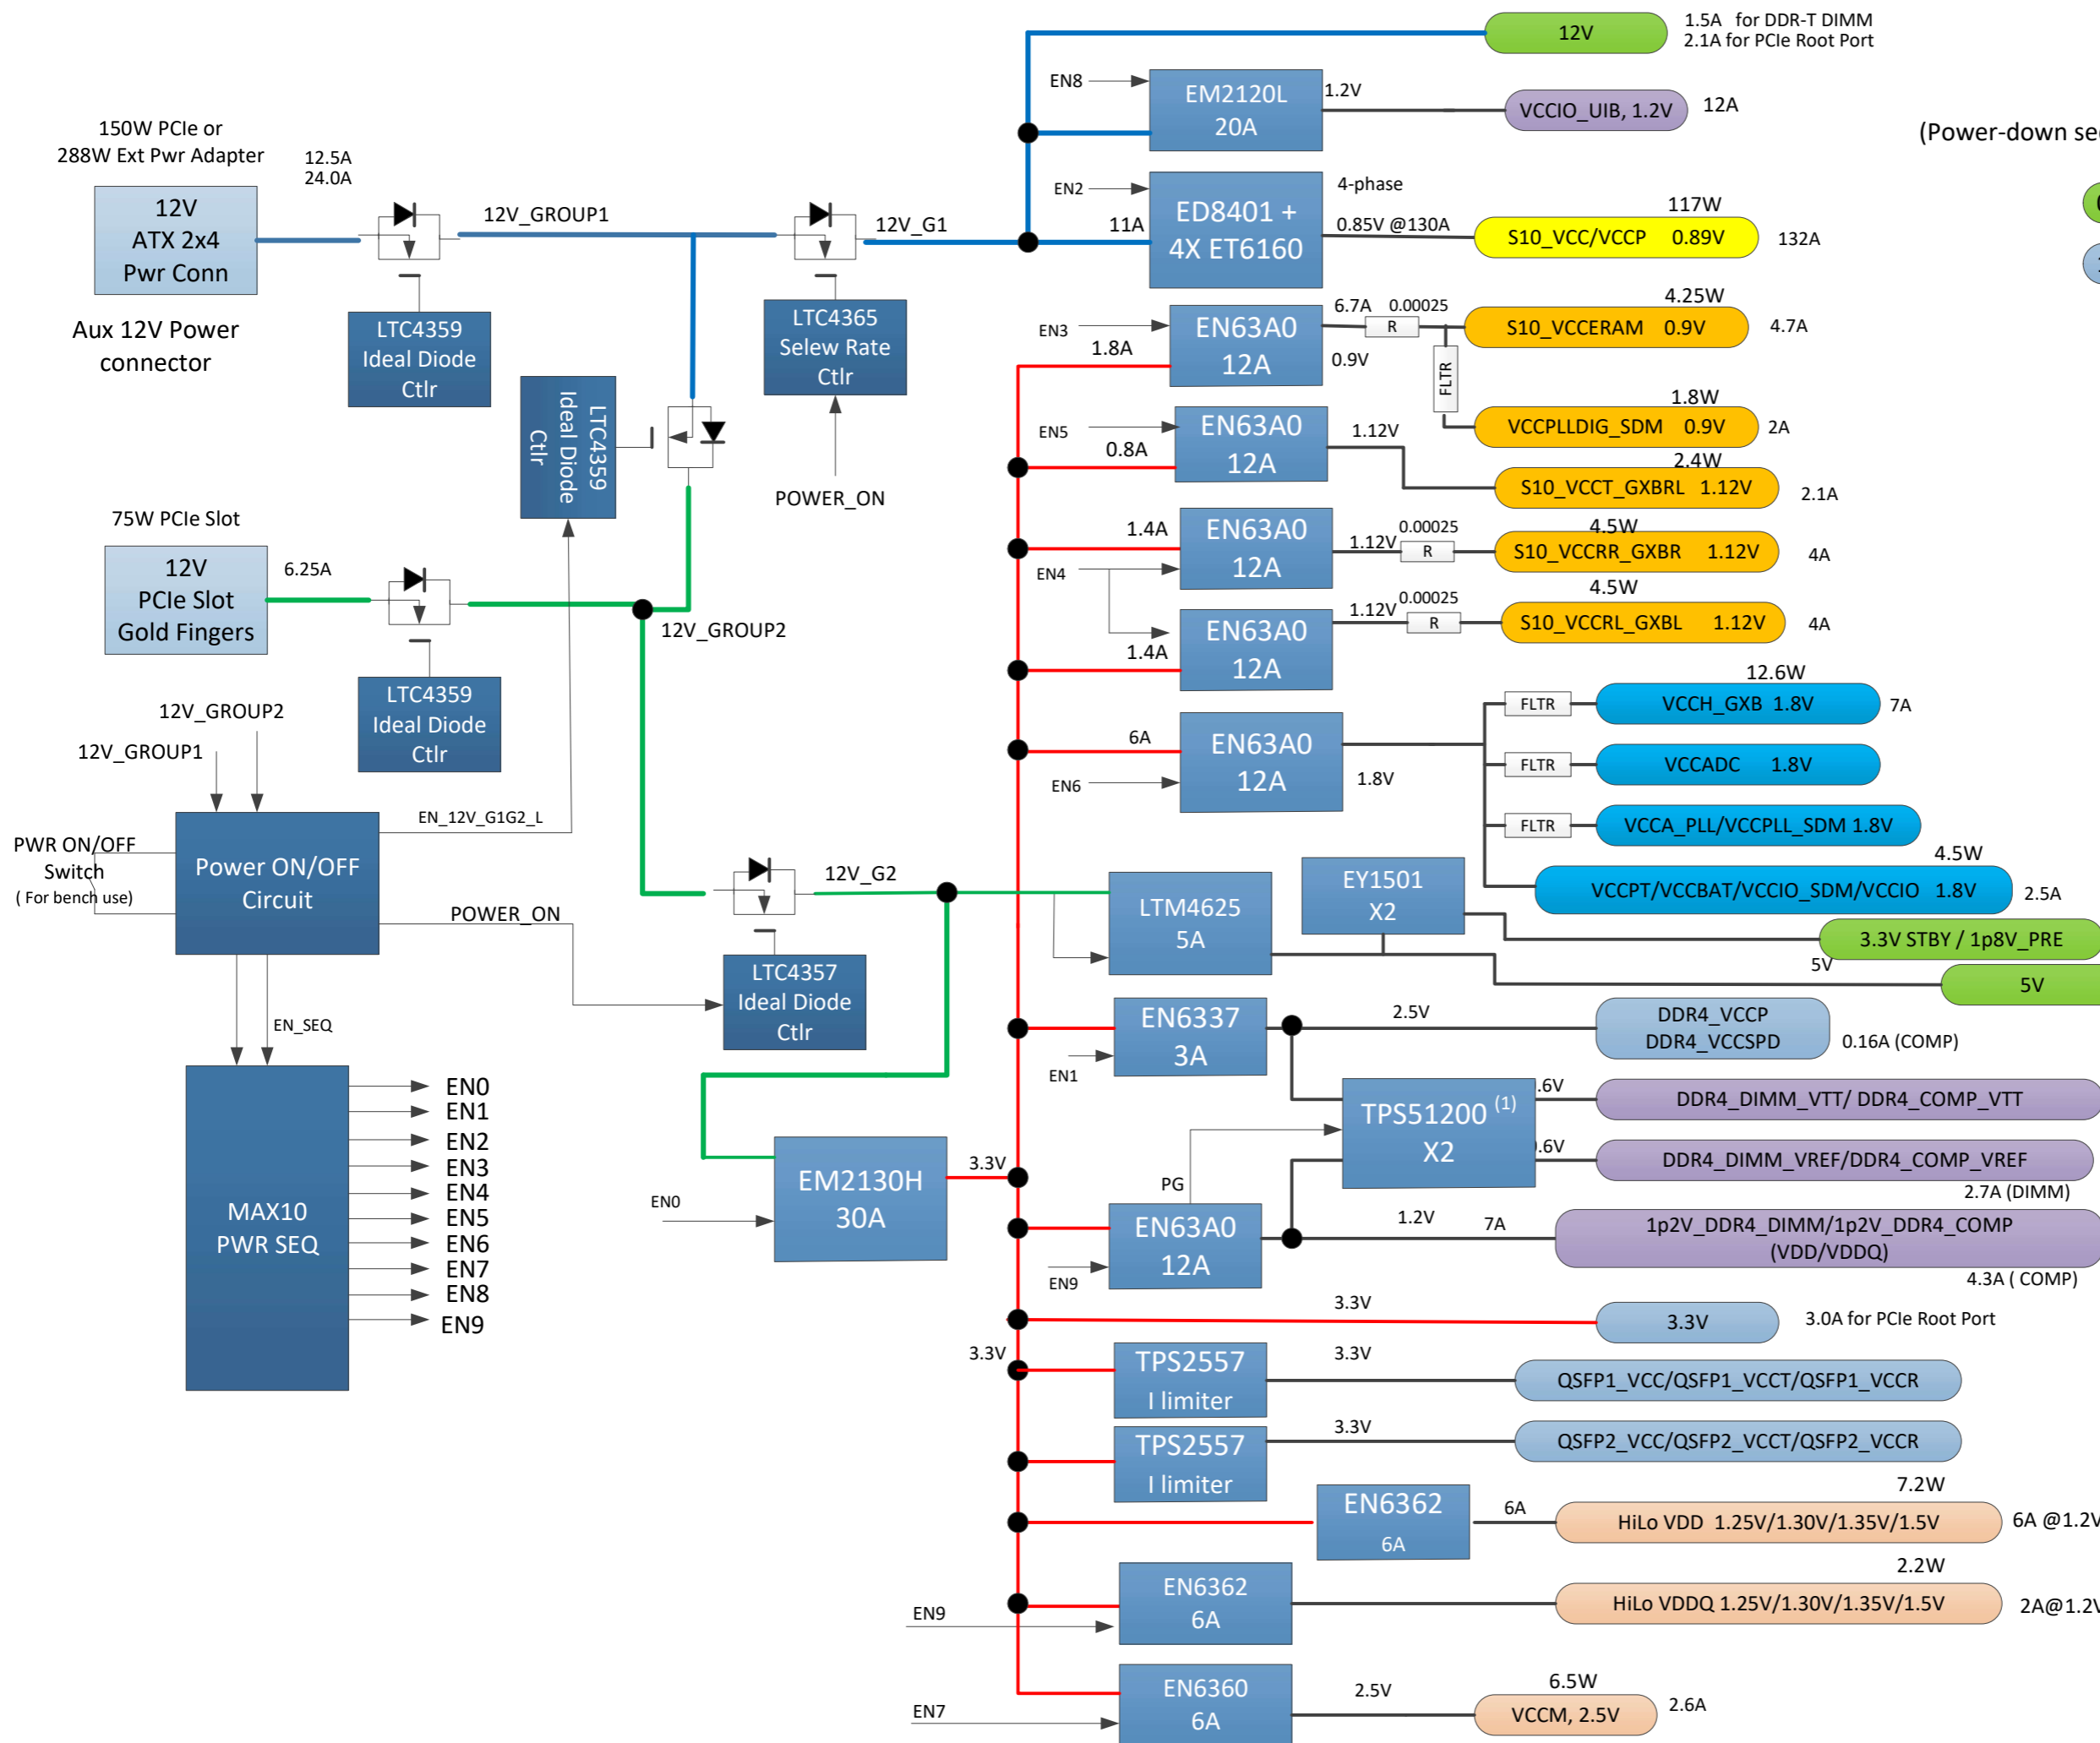 1.5A for DDR-T DIMM
2.1A for PCIe Root Port
12V
EN8
EM2120L
20A
1.2V
VCCIO_UIB, 1.2V
12A
(Power-down se
150W PCIe or
288W Ext Pwr Adapter
12.5A
24.0A
12V
ATX 2x4
Pwr Conn
Aux 12V Power
connector
12V_GROUP1
12V_G1
LTC4359
Ideal Diode
Ctlr
LTC4365
Selew Rate
Ctlr
POWER_ON
LTC4359
Ideal Diode
Ctlr
EN2
11A
ED8401 +
4X ET6160
4-phase
0.85V @130A
117W
S10_VCC/VCCP 0.89V
132A
EN3
1.8A
EN63A0
12A
6.7A
0.00025
R
0.9V
4.25W
S10_VCCERAM 0.9V
4.7A
FLTR
1.8W
VCCPLLDIG_SDM 0.9V
2A
EN5
0.8A
EN63A0
12A
1.12V
2.4W
S10_VCCT_GXBRL 1.12V
2.1A
75W PCIe Slot
12V
PCIe Slot
Gold Fingers
6.25A
12V_GROUP2
LTC4359
Ideal Diode
Ctlr
1.4A
EN4
EN63A0
12A
1.12V
0.00025
R
4.5W
S10_VCCRR_GXBR 1.12V
4A
1.4A
EN63A0
12A
1.12V
0.00025
R
4.5W
S10_VCCRL_GXBL 1.12V
4A
6A
EN6
EN63A0
12A
1.8V
12.6W
FLTR
VCCH_GXB 1.8V
7A
FLTR
VCCADC 1.8V
FLTR
VCCA_PLL/VCCPLL_SDM 1.8V
4.5W
VCCPT/VCCBAT/VCCIO_SDM/VCCIO 1.8V
2.5A
12V_GROUP2
12V_GROUP1
PWR ON/OFF
Switch
( For bench use)
Power ON/OFF
Circuit
EN_12V_G1G2_L
POWER_ON
EN_SEQ
12V_G2
LTC4357
Ideal Diode
Ctlr
LTM4625
5A
EY1501
X2
3.3V STBY / 1p8V_PRE
5V
5V
EN1
EN6337
3A
2.5V
DDR4_VCCP
DDR4_VCCSPD
0.16A (COMP)
TPS51200 (1)
X2
.6V
DDR4_DIMM_VTT/ DDR4_COMP_VTT
.6V
DDR4_DIMM_VREF/DDR4_COMP_VREF
MAX10
PWR SEQ
EN0
EN1
EN2
EN3
EN4
EN5
EN6
EN7
EN8
EN9
EN0
EM2130H
30A
3.3V
PG
EN9
EN63A0
12A
1.2V
7A
2.7A (DIMM)
1p2V_DDR4_DIMM/1p2V_DDR4_COMP
(VDD/VDDQ)
4.3A ( COMP)
3.3V
3.3V
3.0A for PCIe Root Port
3.3V
TPS2557
I limiter
3.3V
QSFP1_VCC/QSFP1_VCCT/QSFP1_VCCR
TPS2557
I limiter
3.3V
QSFP2_VCC/QSFP2_VCCT/QSFP2_VCCR
EN6362
6A
6A
7.2W
HiLo VDD 1.25V/1.30V/1.35V/1.5V
6A @1.2V
EN9
EN6362
6A
2.2W
HiLo VDDQ 1.25V/1.30V/1.35V/1.5V
2A@1.2V
EN7
EN6360
6A
2.5V
6.5W
VCCM, 2.5V
2.6A